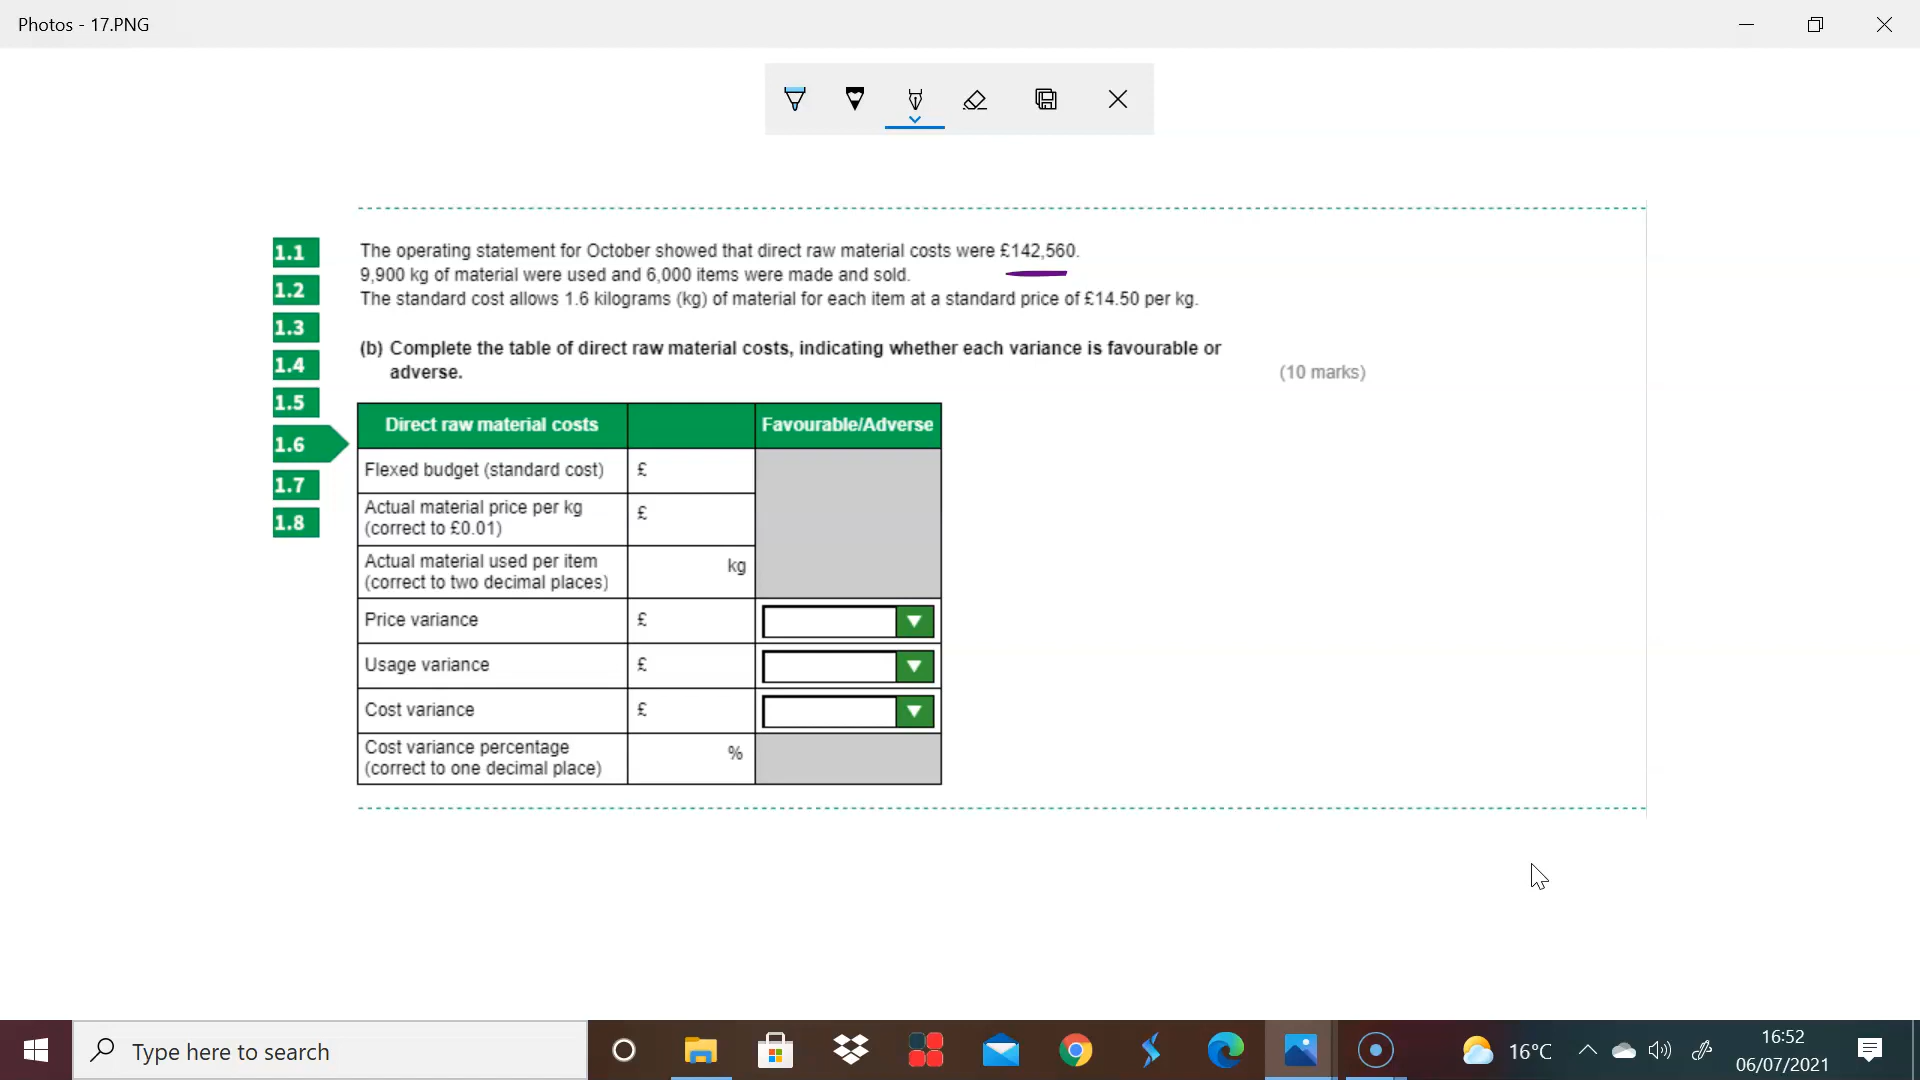 Photos - 17.PNG
1.1
1.2
1.3
1.4
1.5
1.6
1.7
1.8
The operating statement for October showed that direct raw material costs were £142,560.
9,900 kg of material were used and 6,000 items were made and sold.
The standard cost allows 1.6 kilograms (kg) of material for each item at a standard price of £14.50 per kg.
(b) Complete the table of direct raw material costs, indicating whether each variance is favourable or
adverse.
(10 marks)
Direct raw material costs Favourable/Adverse
Flexed budget (standard cost) £
Actual material price per kg
(correct to £0.01) £
Actual material used per item
(correct to two decimal places) kg
Price variance £
Usage variance £
Cost variance £
Cost variance percentage
(correct to one decimal place) %
Type here to search
16°C
16:52
06/07/2021